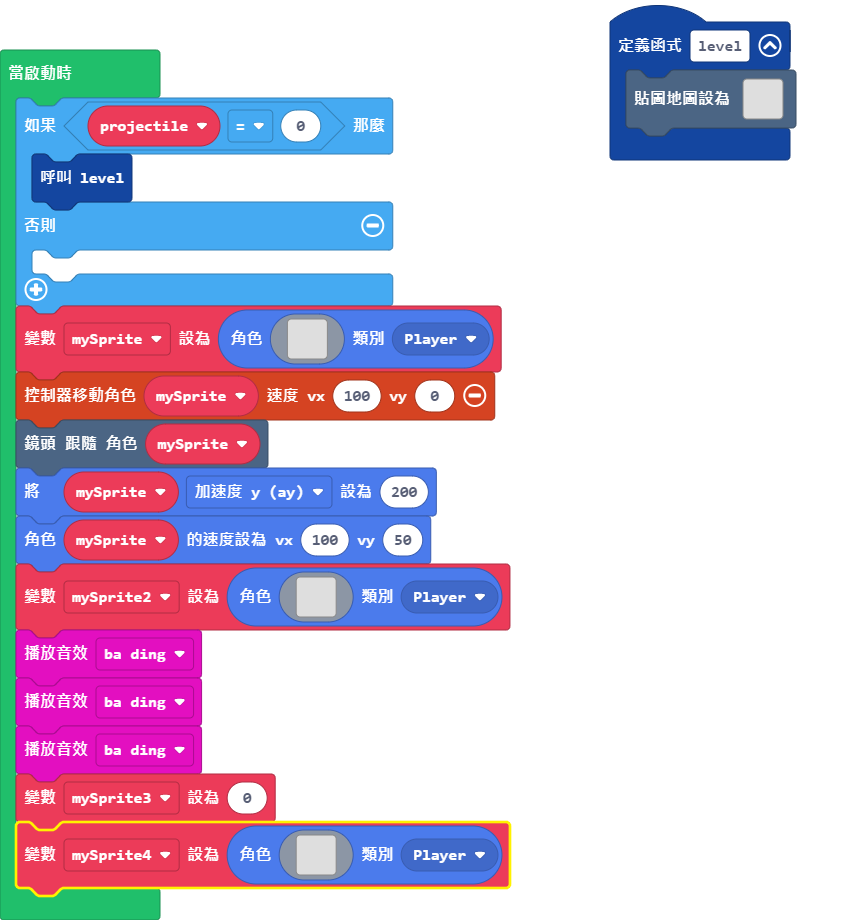 當啟動時
如果 projectile = 0 那麼
呼叫 level
否則
變數 mySprite 設為 角色 類別 Player
控制器移動角色 mySprite 速度 vx 100 vy 0
鏡頭 跟隨 角色 mySprite
將 mySprite 加速度 y (ay) 設為 200
角色 mySprite 的速度設為 vx 100 vy 50
變數 mySprite2 設為 角色 類別 Player
播放音效 ba ding
播放音效 ba ding
播放音效 ba ding
變數 mySprite3 設為 0
變數 mySprite4 設為 角色 類別 Player
定義函式 level
貼圖地圖設為